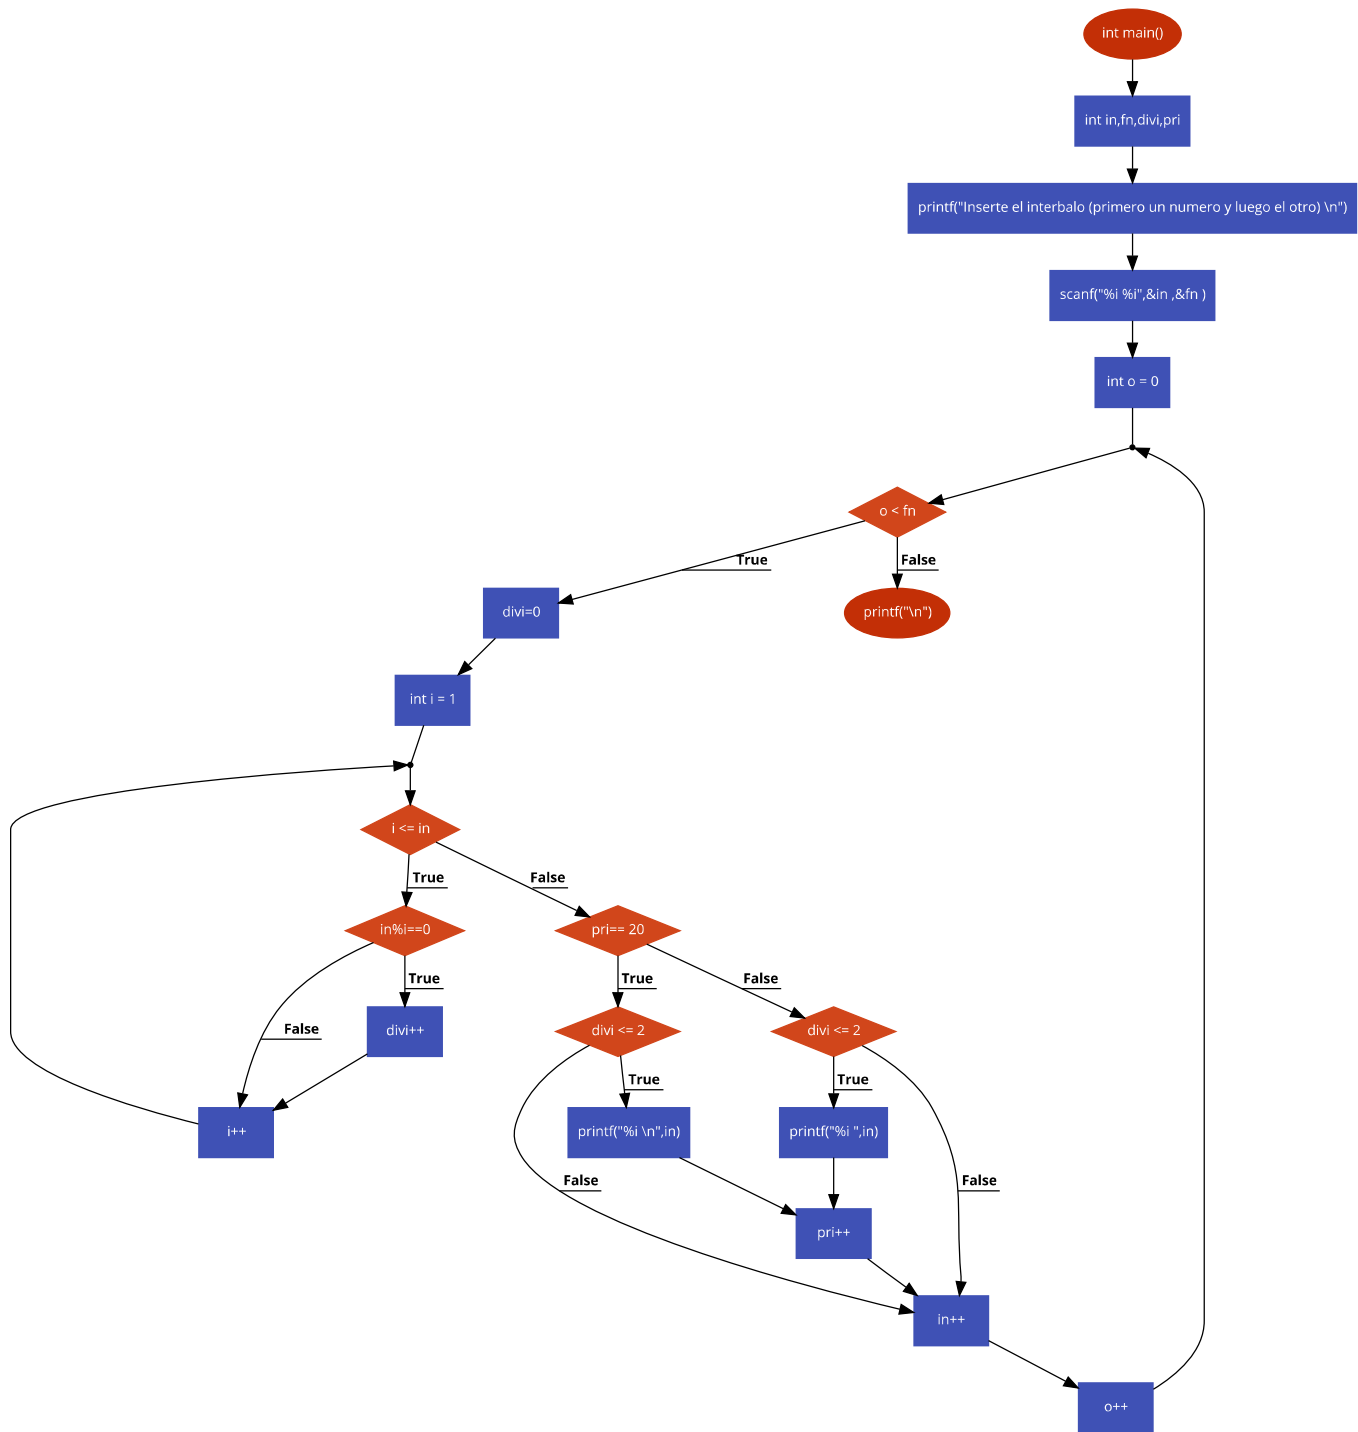 int main()
int in,fn,divi,pri
printf("Inserte el interbalo (primero un numero y luego el otro) \n")
scanf("%i %i",&in ,&fn )
int o = 0
o < fn
True
False
divi=0
printf("\n")
int i = 1
i <= in
True
False
in%i==0
pri== 20
True
True
False
False
divi++
divi <= 2
divi <= 2
True
True
i++
printf("%i \n",in)
printf("%i ",in)
False
False
pri++
in++
o++